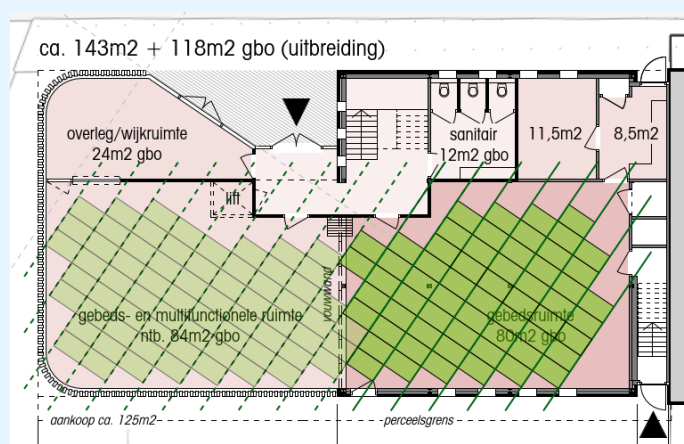 ca. 143m2 + 118m2 gbo (uitbreiding)
overleg/wijkruimte
24m2 gbo
sanitair
12m2 gbo
11,5m2
8,5m2
lift
vouwwand
gebeds- en multifunctionele ruimte
ntb. 84m2 gbo
gebedsruimte
80m2 gbo
aankoop ca. 125m2
perceelsgrens